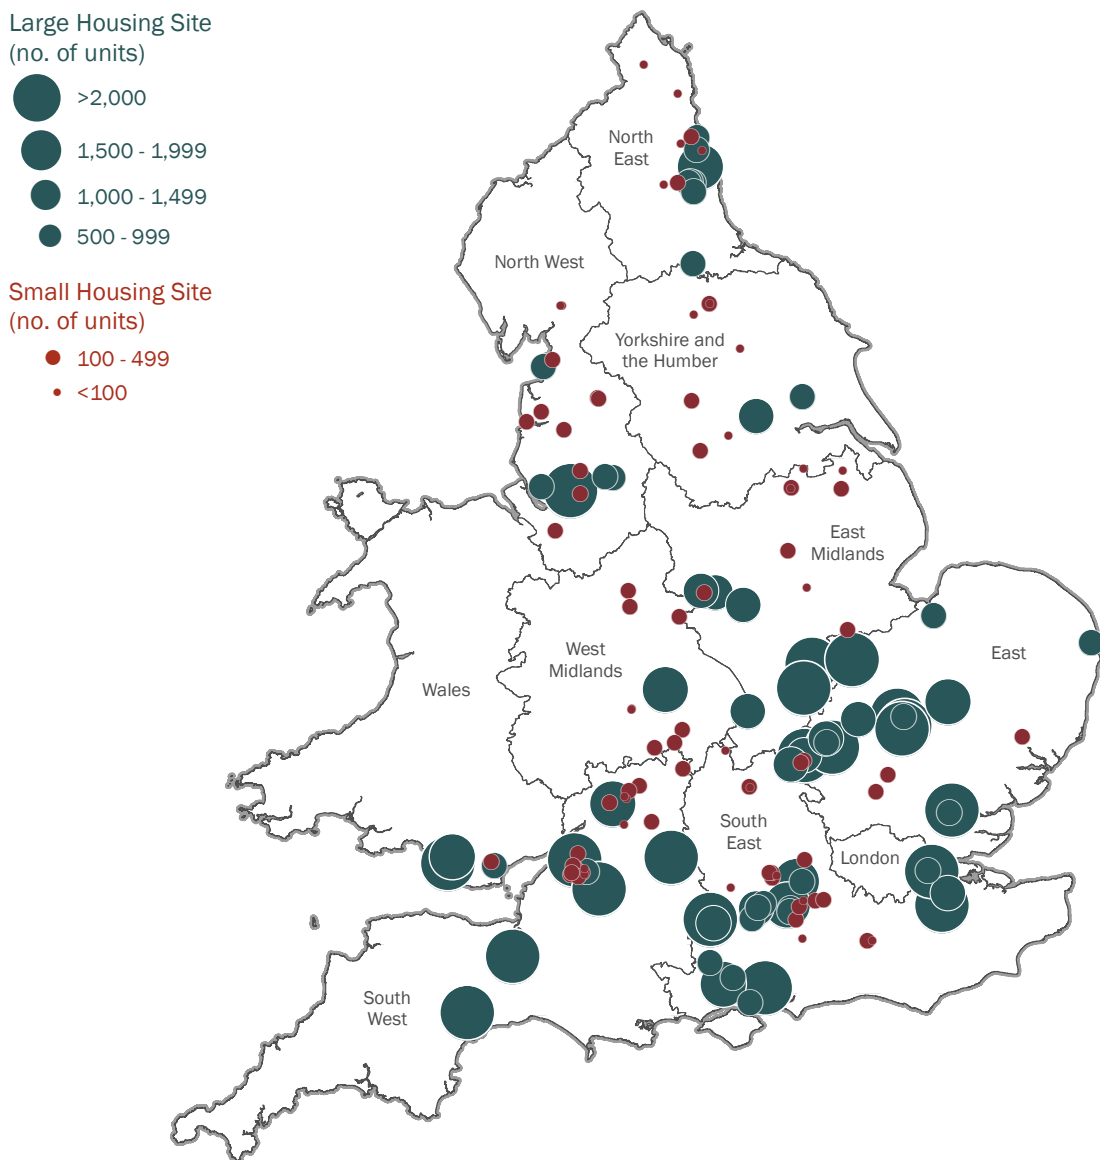 Large Housing Site
(no. of units)
>2,000
1,500 - 1,999
1,000 - 1,499
500 - 999
Small Housing Site
(no. of units)
100 - 499
<100
North
East
North West
Yorkshire and
the Humber
East
Midlands
West
Midlands
East
Wales
South
East
London
South
West